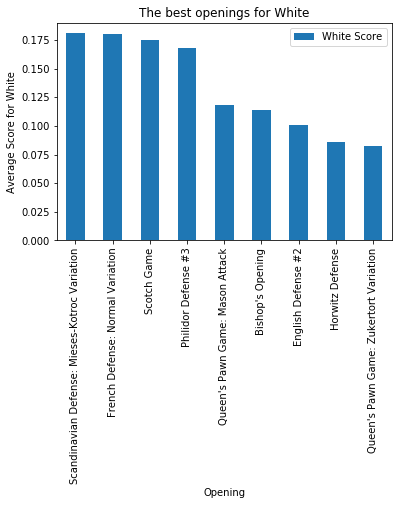 The best openings for White
White Score
Average Score for White
0.175
0.150
0.125
0.100
0.075
0.050
0.025
0.000
Scandinavian Defense: Mieses-Kotroc Variation
French Defense: Normal Variation
Scotch Game
Philidor Defense #3
Queen's Pawn Game: Mason Attack
Bishop's Opening
English Defense #2
Horwitz Defense
Queen's Pawn Game: Zukertort Variation
Opening